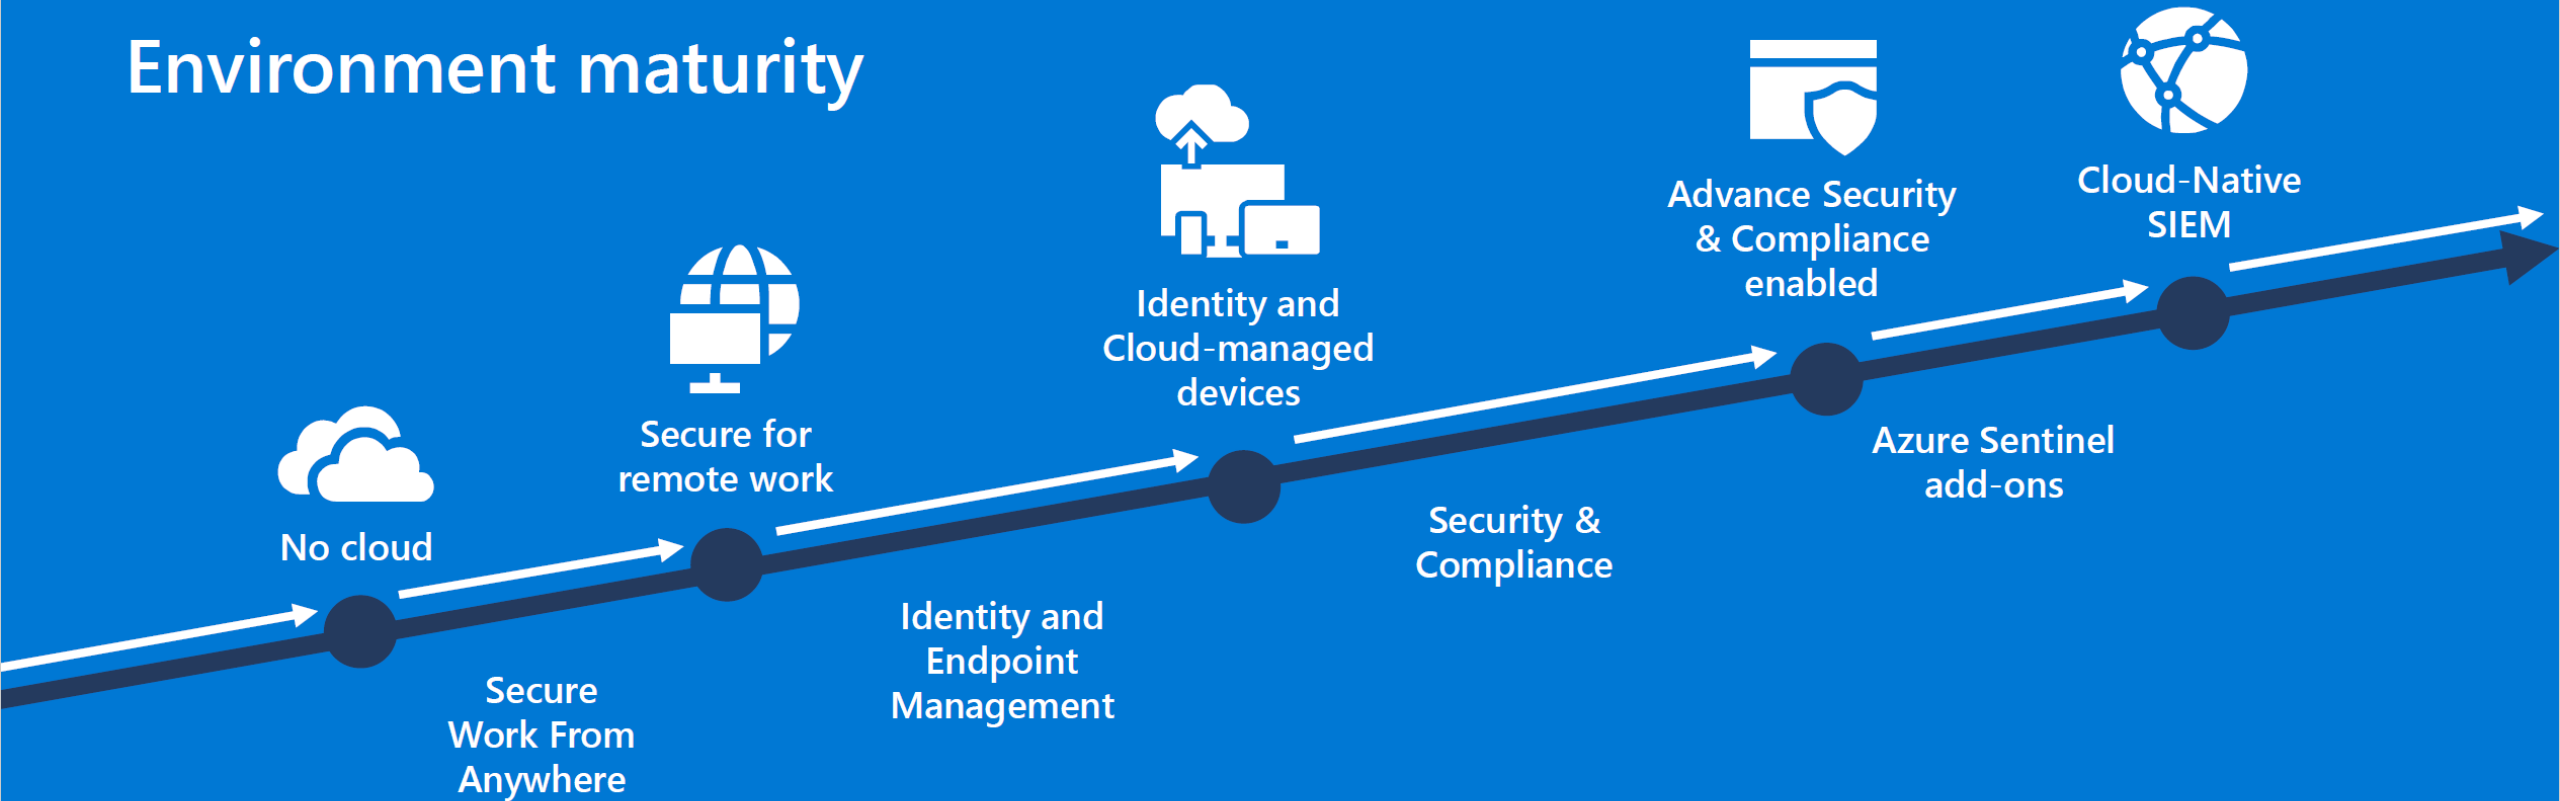 Environment maturity
No cloud
Secure for
remote work
Identity and
Cloud-managed
devices
Advance Security
& Compliance
enabled
Cloud-Native
SIEM
Secure
Work From
Anywhere
Identity and
Endpoint
Management
Security &
Compliance
Azure Sentinel
add-ons